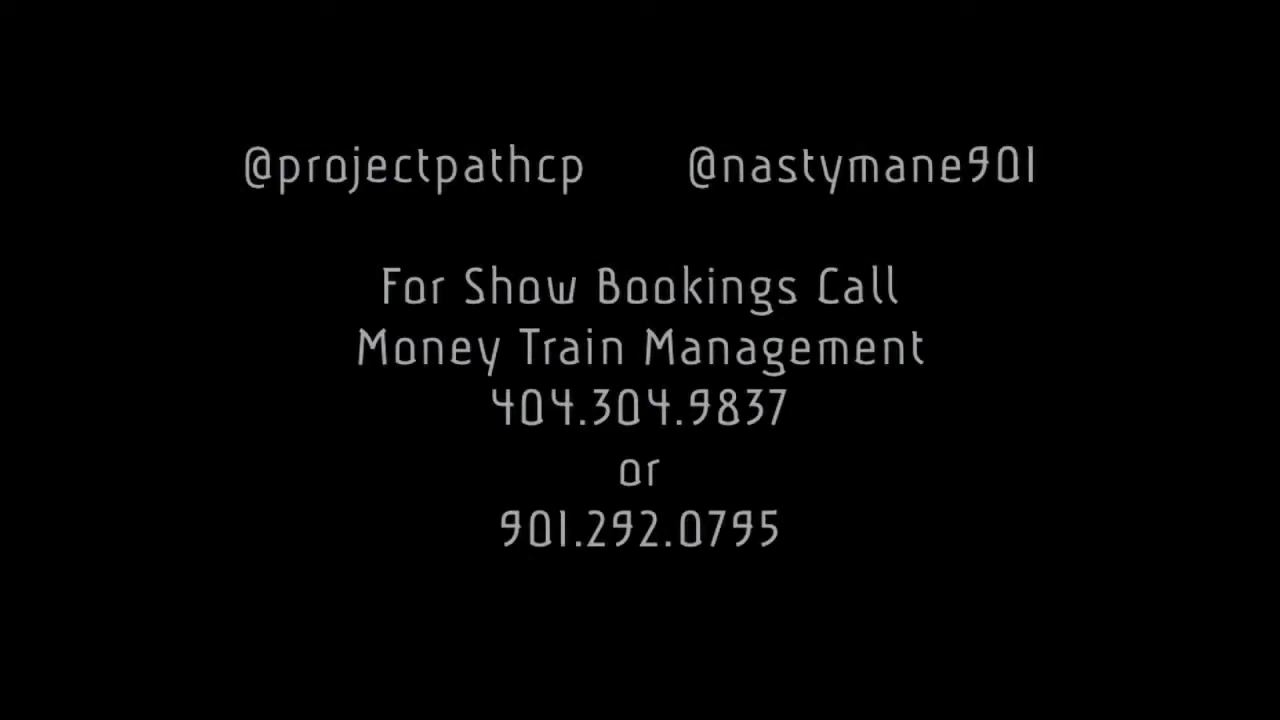 @projectpathcp @nastymane901
For Show Bookings Call
Money Train Management
404.304.9837
or
901.292.0795